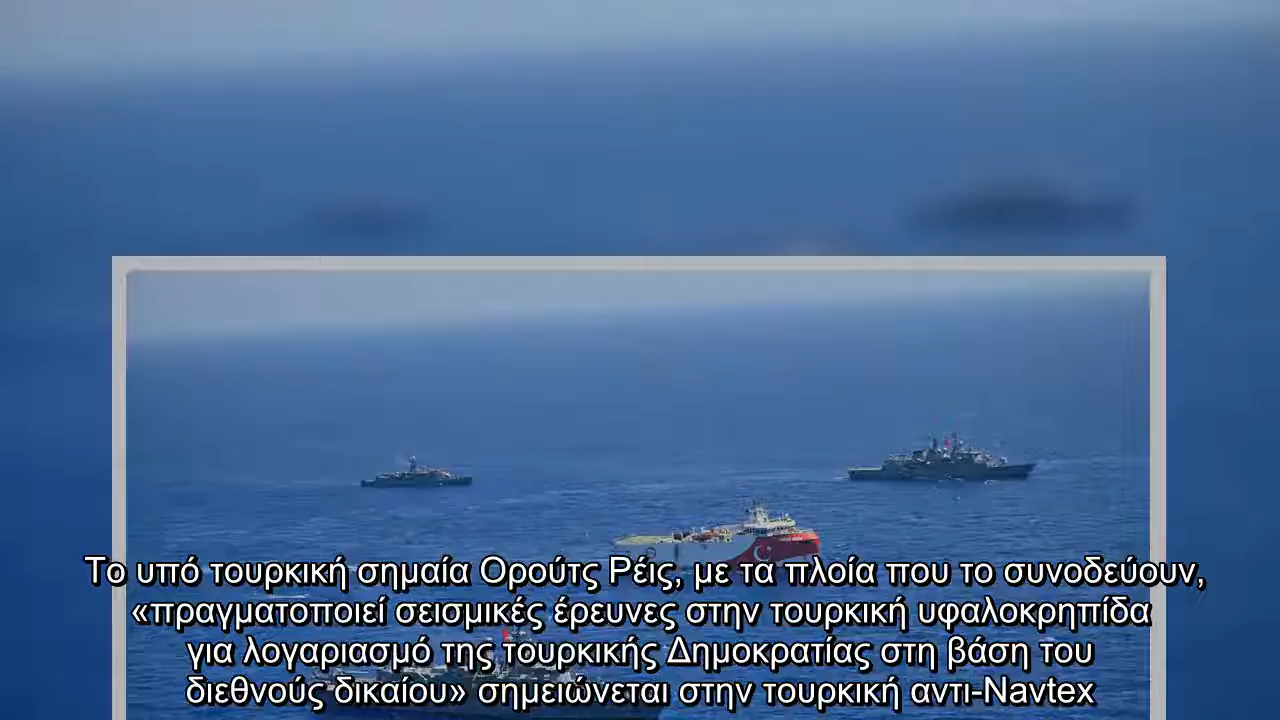 Το υπό τουρκική σημαία Ορούτς Ρέις, με τα πλοία που το συνοδεύουν,
«πραγματοποιεί σεισμικές έρευνες στην τουρκική υφαλοκρηπίδα
για λογαριασμό της τουρκικής Δημοκρατίας στη βάση του
διεθνούς δικαίου» σημειώνεται στην τουρκική αντι-Navtex